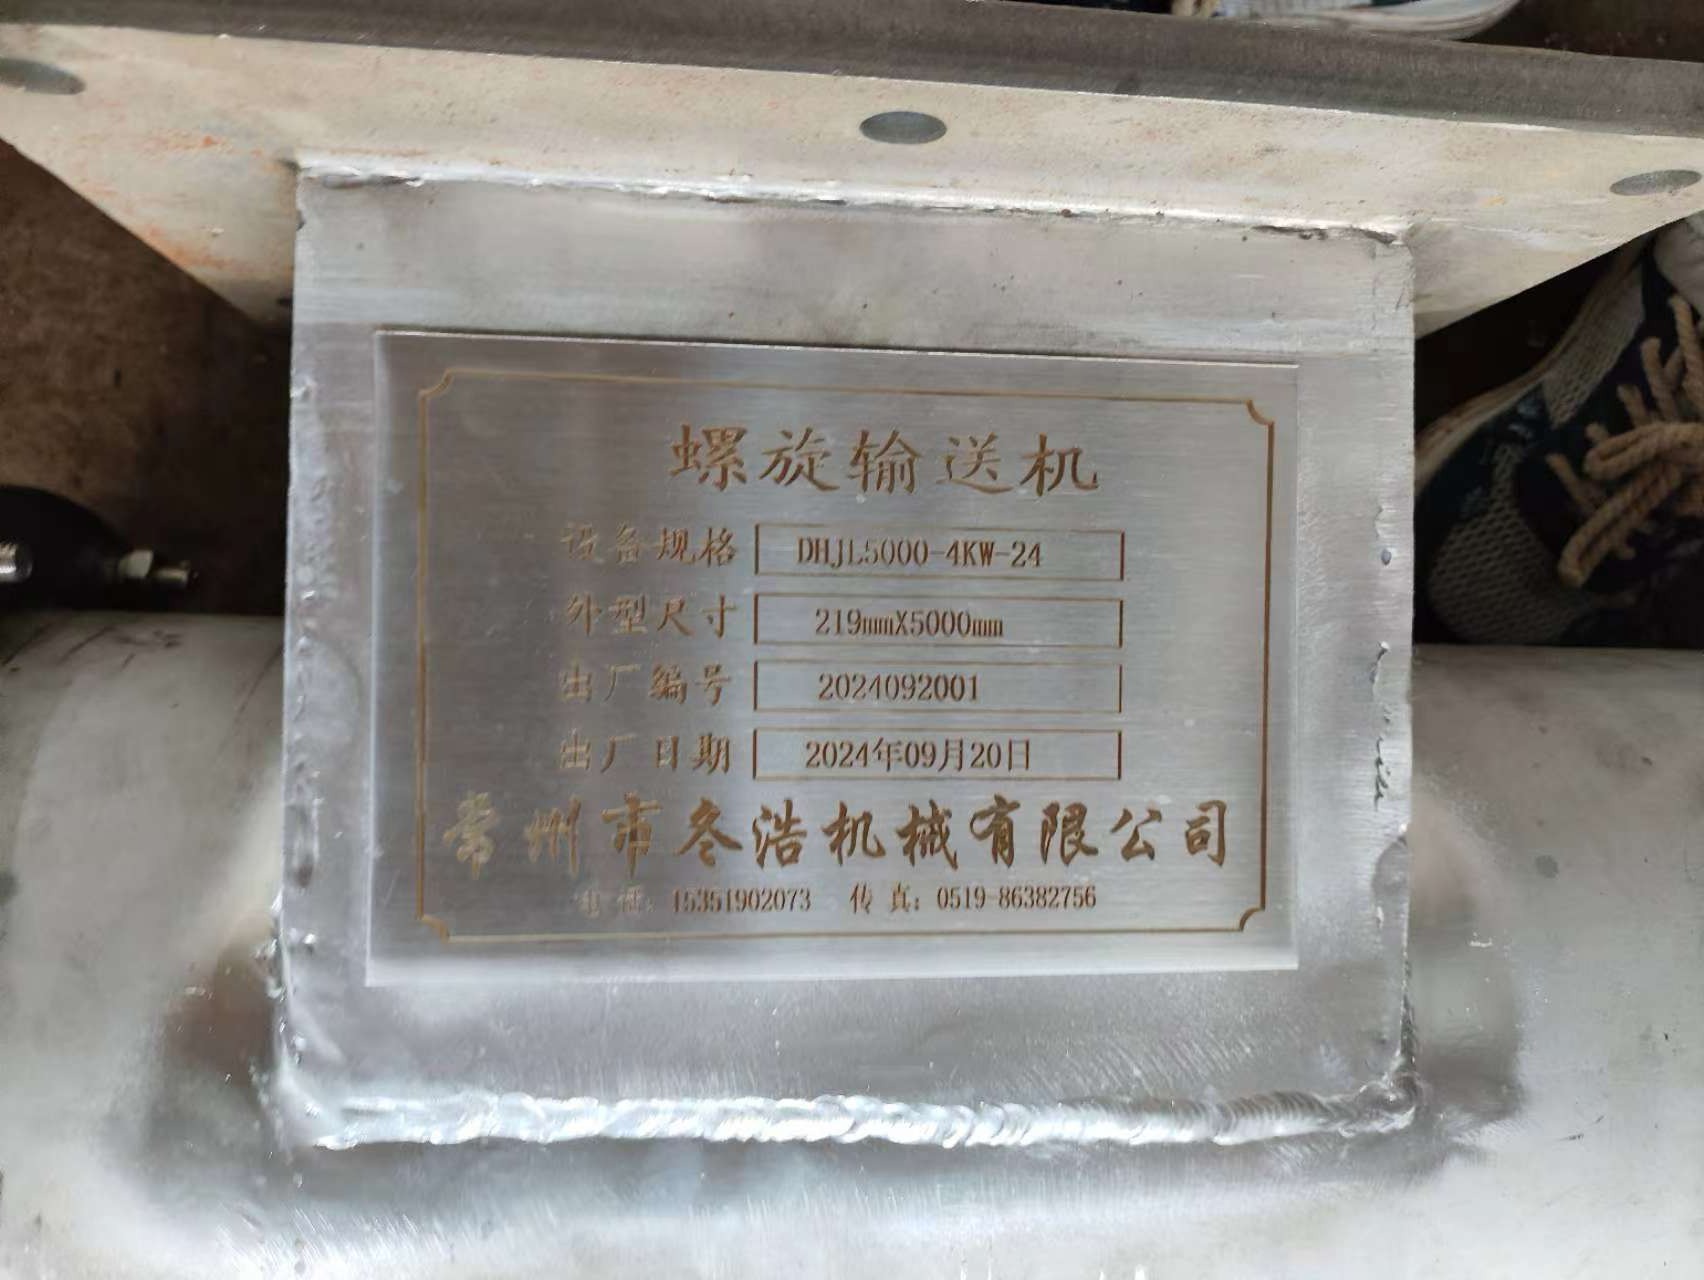 螺旋输送机
设备规格 DHJL5000-4KW-24
外型尺寸 219mmX5000mm
出厂编号 2024092001
出厂日期 2024年09月20日
常州市冬浩机械有限公司
电话: 15351902073 传真: 0519-86382756